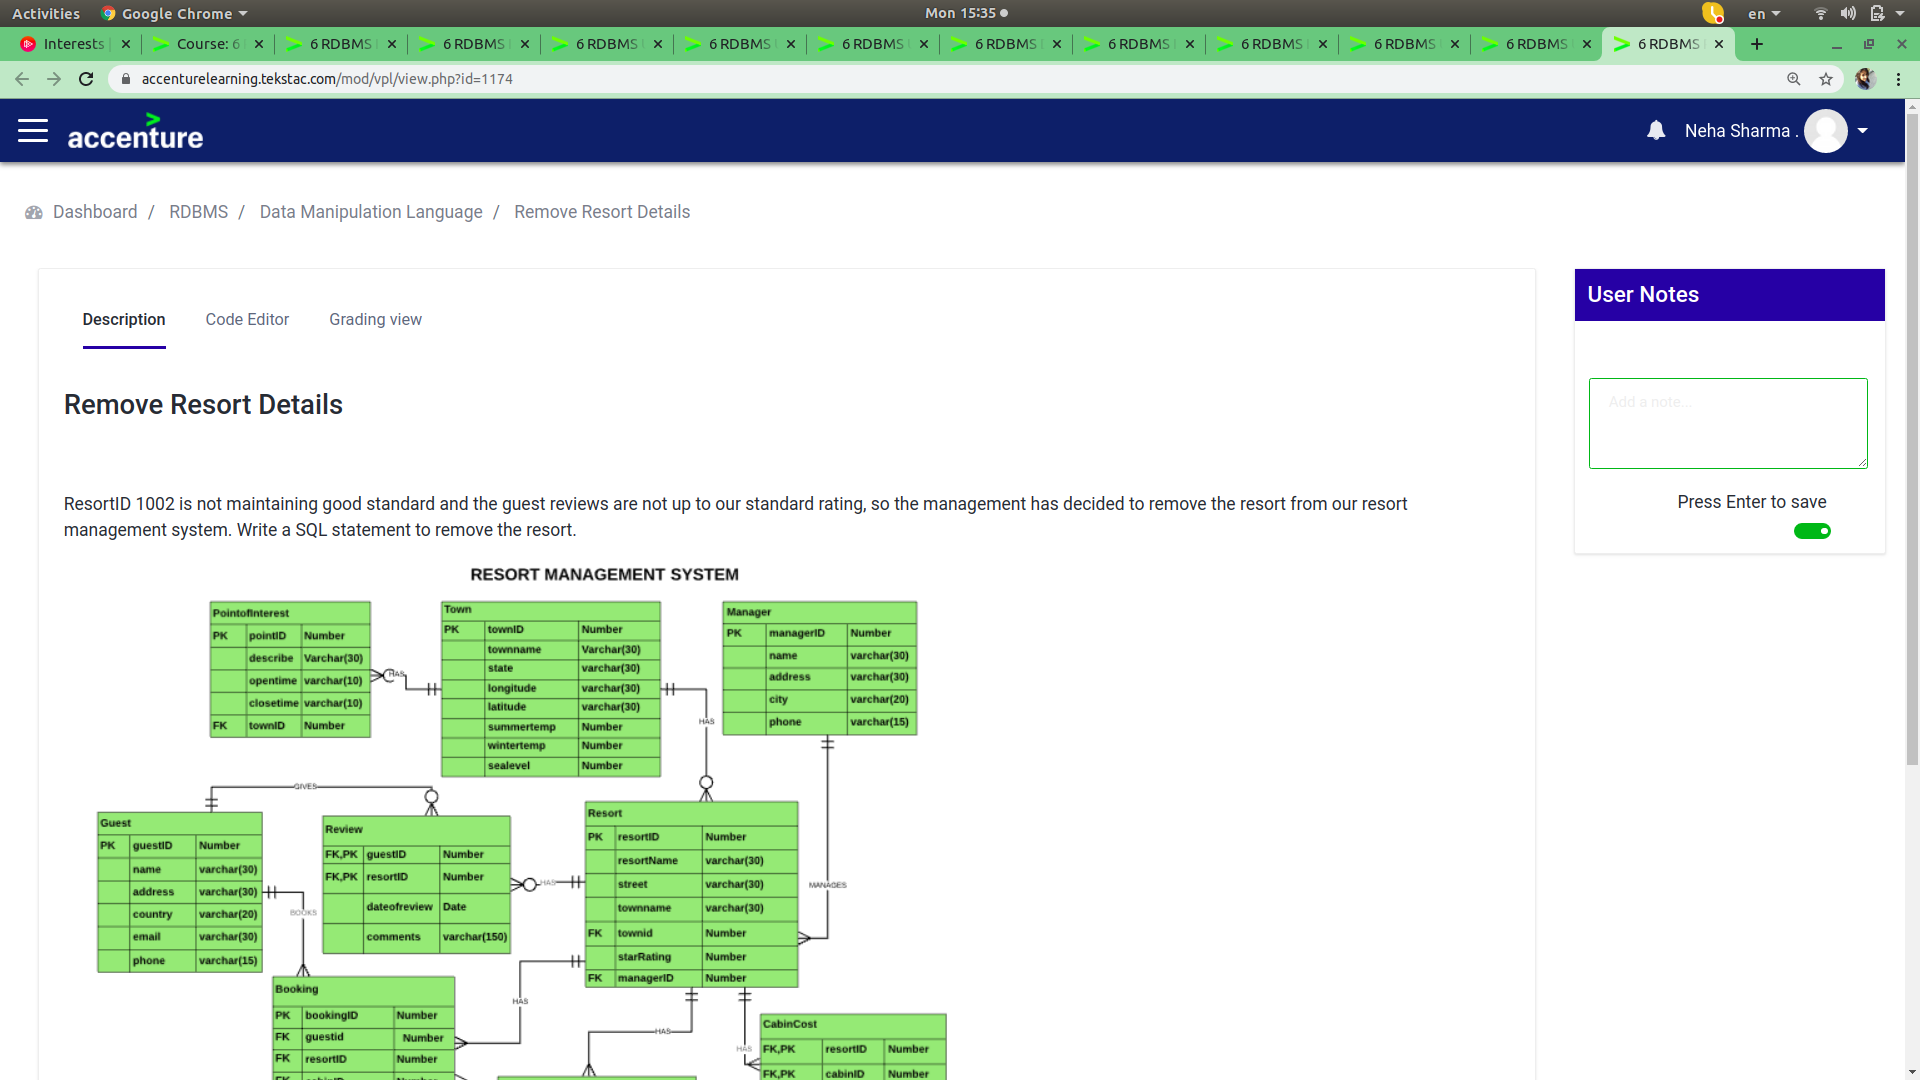 Activities
Google Chrome
Mon 15:35
en
Interests
Course: 6
6 RDBMS
6 RDBMS
6 RDBMS
6 RDBMS
6 RDBMS
6 RDBMS
6 RDBMS
6 RDBMS
6 RDBMS
6 RDBMS
6 RDBMS
accenturelearning.tekstac.com/mod/vpl/view.php?id=1174
accenture
Neha Sharma .
Dashboard / RDBMS / Data Manipulation Language / Remove Resort Details
Description
Code Editor
Grading view
Remove Resort Details
ResortID 1002 is not maintaining good standard and the guest reviews are not up to our standard rating, so the management has decided to remove the resort from our resort
management system. Write a SQL statement to remove the resort.
RESORT MANAGEMENT SYSTEM
PointofInterest
PK pointID Number
describe Varchar(30)
opentime varchar(10)
closetime varchar(10)
FK townID Number
HAS
Town
PK townID Number
townname Varchar(30)
state varchar(30)
longitude varchar(30)
latitude varchar(30)
summertemp Number
wintertemp Number
sealevel Number
HAS
Manager
PK managerID Number
name varchar(30)
address varchar(30)
city varchar(20)
phone varchar(15)
GIVES
Guest
PK guestID Number
name varchar(30)
address varchar(30)
country varchar(20)
email varchar(30)
phone varchar(15)
BOOKS
Review
FK,PK guestID Number
FK,PK resortID Number
dateofreview Date
comments varchar(150)
HAS
Resort
PK resortID Number
resortName varchar(30)
street varchar(30)
townname varchar(30)
FK townid Number
starRating Number
FK managerID Number
MANAGES
Booking
PK bookingID Number
FK guestid Number
FK resortID Number
FK cabinID Number
HAS
HAS
HAS
CabinCost
FK,PK resortID Number
FK,PK cabinID Number
User Notes
Add a note...
Press Enter to save